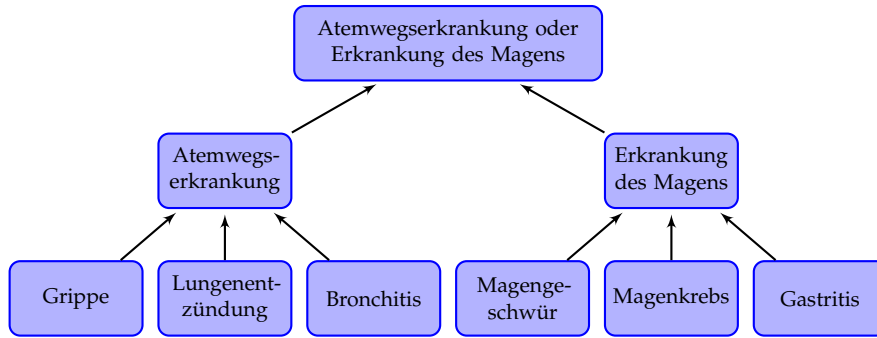 Atemwegserkrankung oder
Erkrankung des Magens
Atemwegs-
erkrankung
Erkrankung
des Magens
Grippe
Lungenent-
zündung
Bronchitis
Magenge-
schwür
Magenkrebs
Gastritis